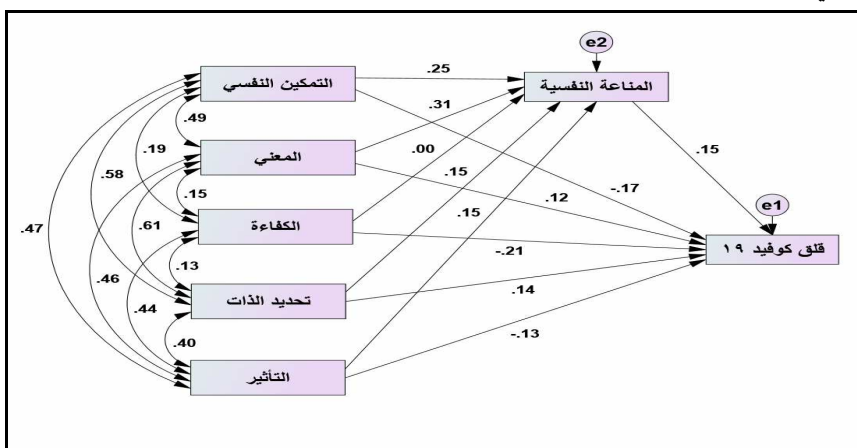 e2
التمكين النفسي
.25
المناعة النفسية
.49
.31
.19
.00
.58
المعني
.15
.15
-.17
.15
.12
e1
.47
.61
الكفاءة
.15
-.21
قلق كوفيد ١٩
.46
.13
.14
.44
تحديد الذات
-.13
.40
التأثير